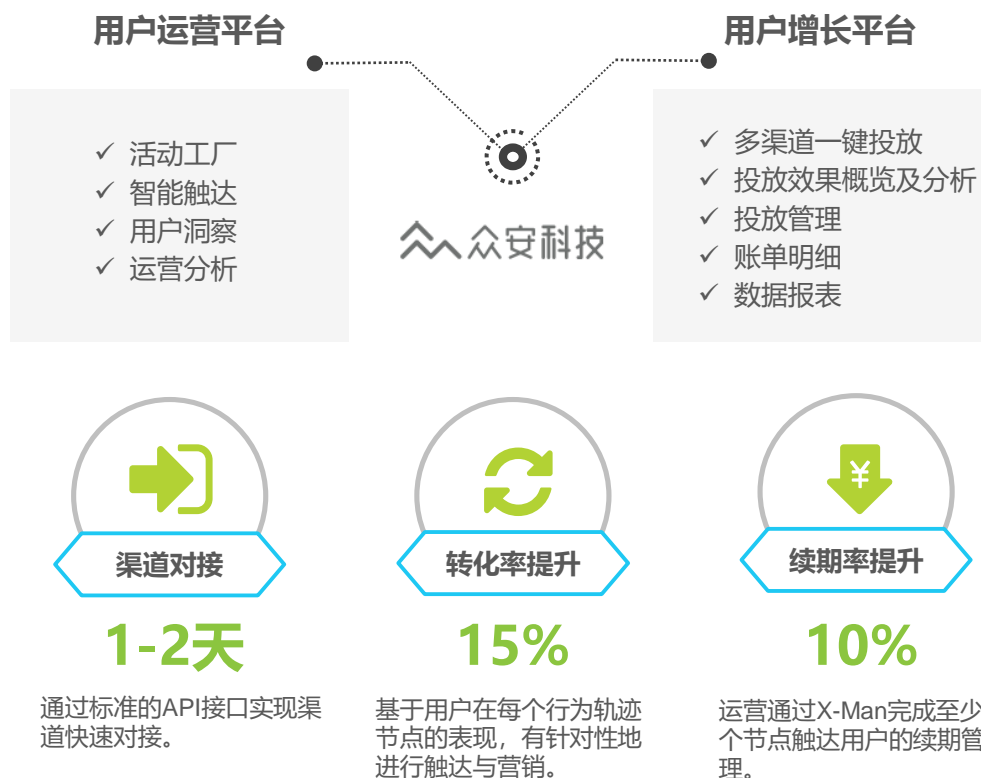 用户运营平台
用户增长平台
活动工厂
智能触达
用户洞察
运营分析
众安科技
多渠道一键投放
投放效果概览及分析
投放管理
账单明细
数据报表
¥
渠道对接
转化率提升
续期率提升
1-2天
15%
10%
通过标准的API接口实现渠
道快速对接。
基于用户在每个行为轨迹
节点的表现，有针对性地
进行触达与营销。
运营通过X-Man完成至少
个节点触达用户的续期管
理。